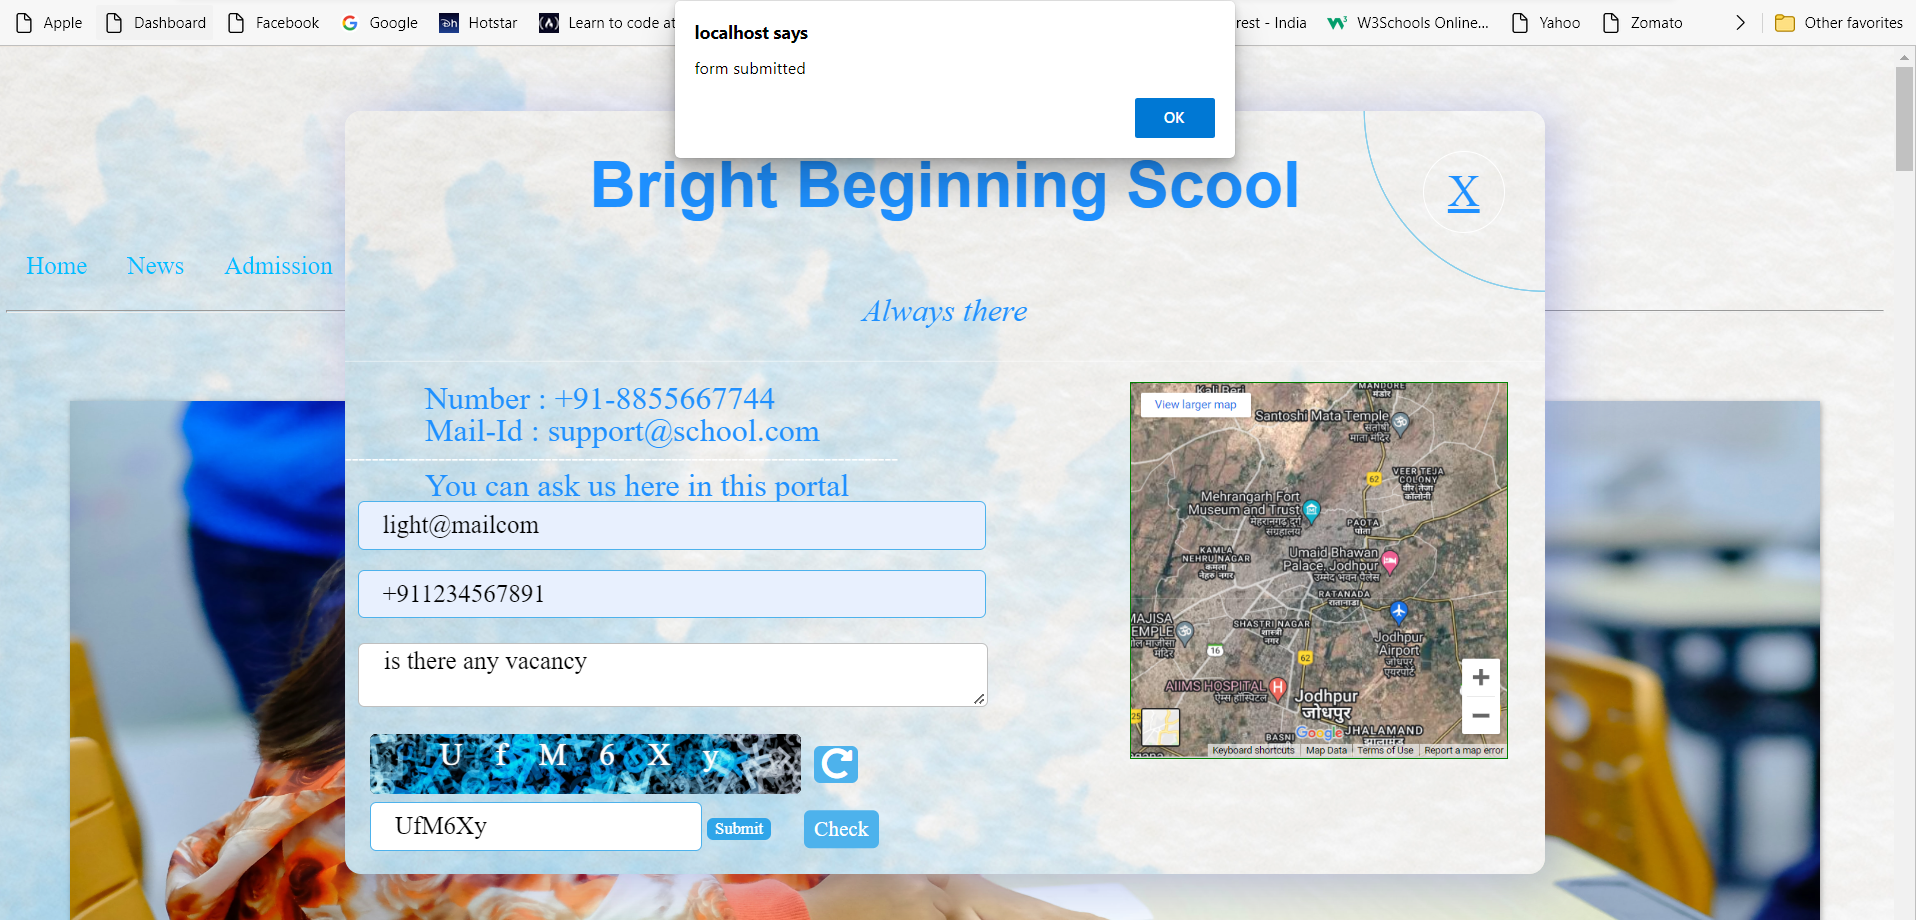 Apple Dashboard Facebook Google Hotstar Learn to code at rest - India W3Schools Online... Yahoo Zomato Other favorites
localhost says
form submitted
OK
Bright Beginning Scool
X
Home News Admission
Always there
Number : +91-8855667744
Mail-Id : support@school.com
You can ask us here in this portal
light@mailcom
+911234567891
is there any vacancy
U f M 6 X y
UfM6Xy
Submit
Check
Kali Beri
MANDORE
मंडोर
View larger map
Santoshi Mata Temple
संतोषी
माता मंदिर
VEER TEJA
COLONY
वीर तेजा
कॉलोनी
62
Mehrangarh Fort
Museum and Trust
मेहरानगढ़ दुर्ग
संग्रहालय
PAOTA
पोता
KAMLA
NEHRU NAGAR
कमला
नेहरु नगर
Umaid Bhawan
Palace, Jodhpur
उम्मेद भवन पैलेस
RATANADA
रातानाडा
MAJISA
TEMPLE
मंदिर
SHASTRI NAGAR
शास्त्री
नगर
16
62
Jodhpur
Airport
जोधपुर
एयरपोर्ट
AIIMS HOSPITAL
एम्स हॉस्पिटल
Jodhpur
जोधपुर
25
BASNI
Google
JHALAMAND
झालामंड
Keyboard shortcuts Map Data Terms of Use Report a map error